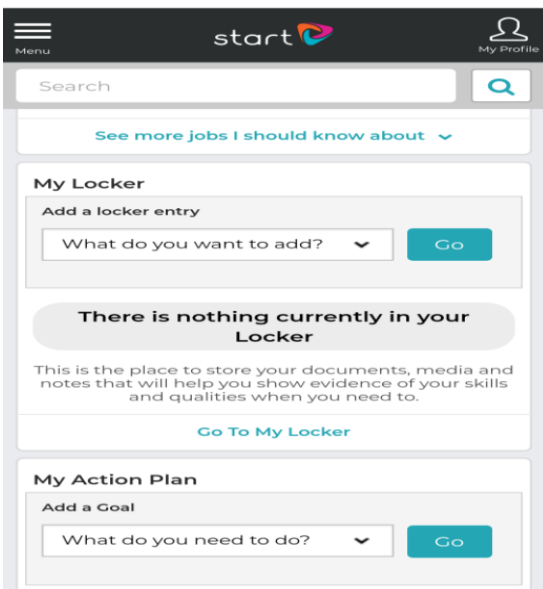 start
Menu
My Profile
Search
See more jobs I should know about
My Locker
Add a locker entry
What do you want to add?
Go
There is nothing currently in your
Locker
This is the place to store your documents, media and
notes that will help you show evidence of your skills
and qualities when you need to.
Go To My Locker
My Action Plan
Add a Goal
What do you need to do?
Go